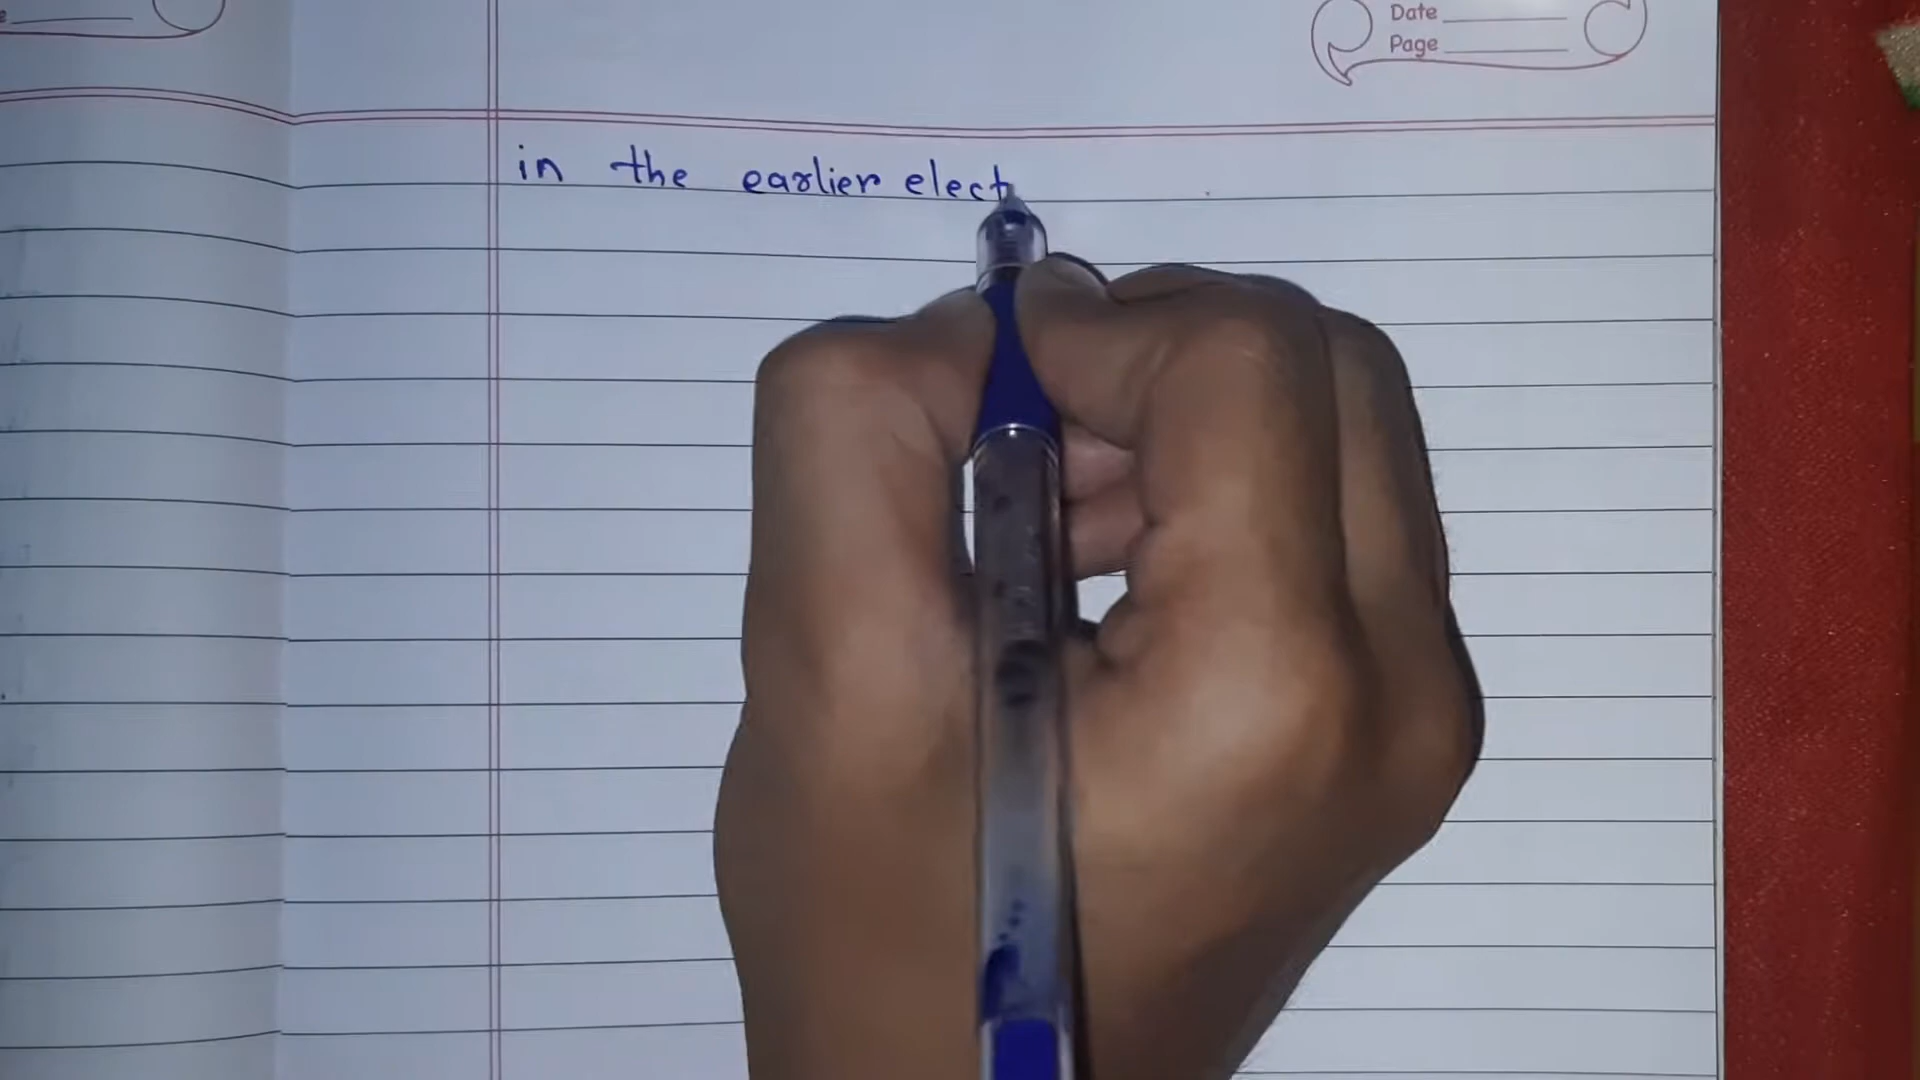 Date
Page
in the earlier elect